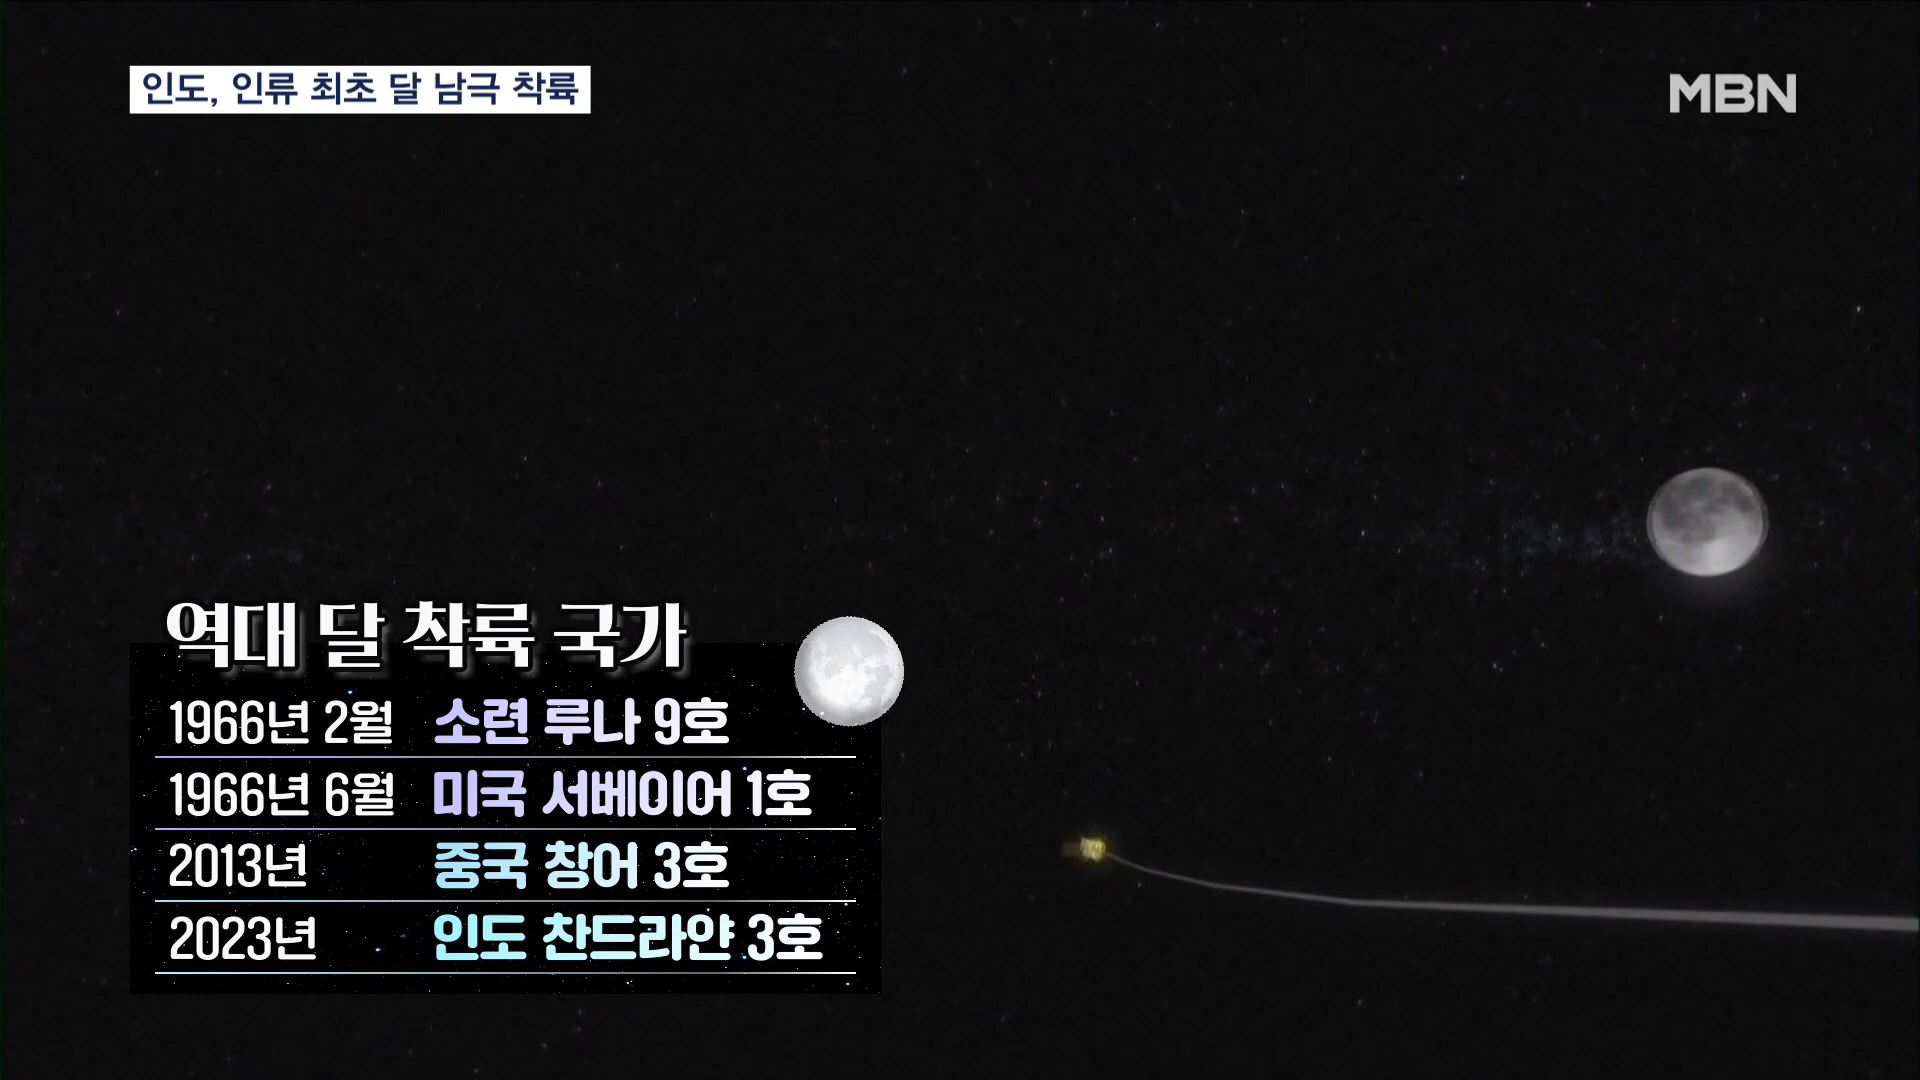 인도, 인류 최초 달 남극 착륙
MBN
역대 달 착륙 국가
1966년 2월 소련 루나 9호
1966년 6월 미국 서베이어 1호
2013년 중국 창어 3호
2023년 인도 찬드라얀 3호